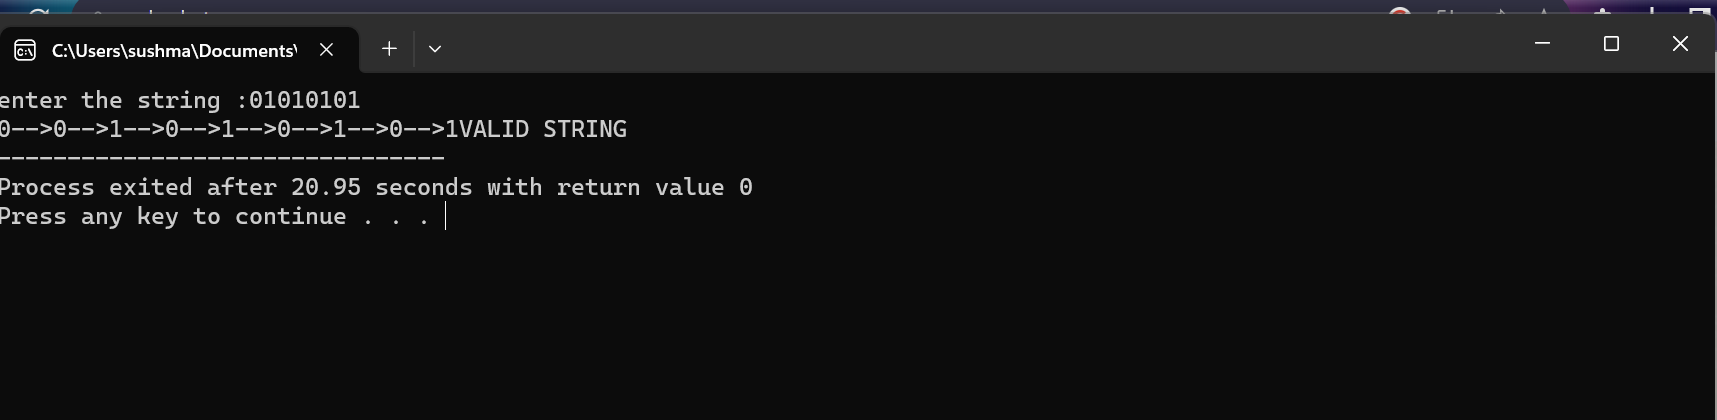 C:\Users\sushma\Documents\
enter the string :01010101
0-->0-->1-->0-->1-->0-->1-->0-->1VALID STRING
--------------------------------
Process exited after 20.95 seconds with return value 0
Press any key to continue . . .